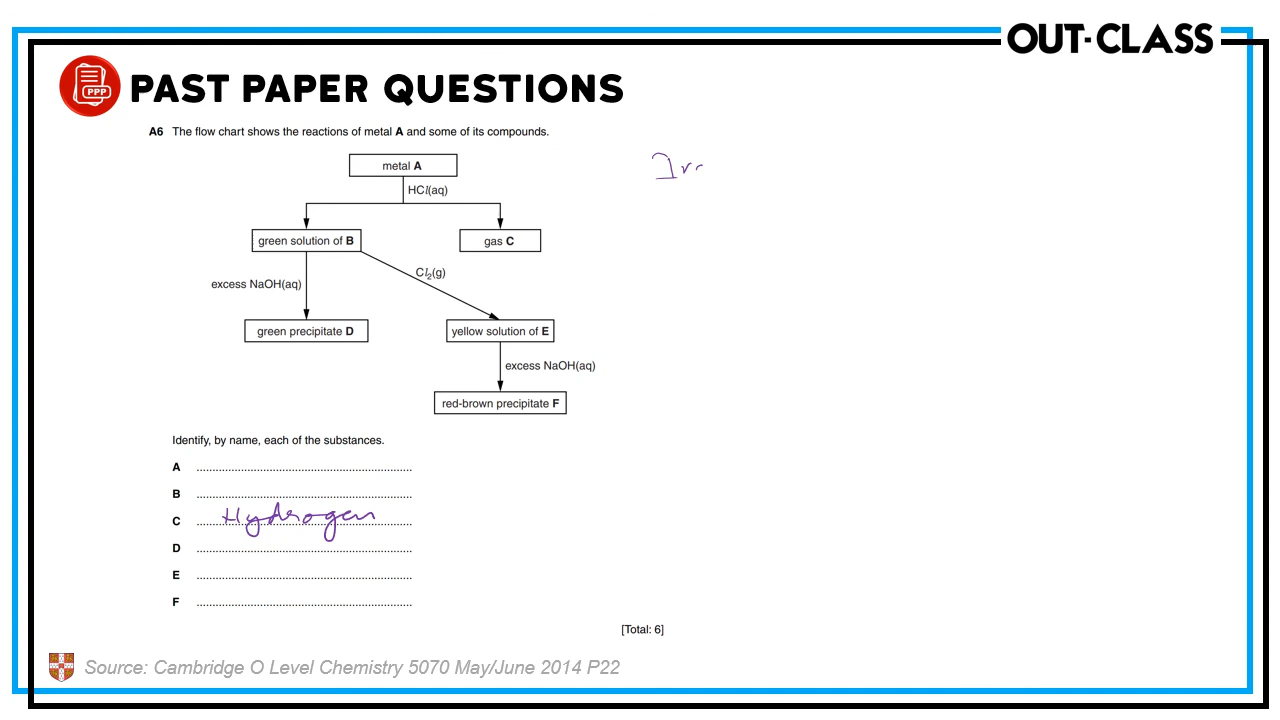 OUT-CLASS
PPP
PAST PAPER QUESTIONS
A6 The flow chart shows the reactions of metal A and some of its compounds.
metal A
Irr
HCl(aq)
green solution of B
gas C
Cl2(g)
excess NaOH(aq)
green precipitate D
yellow solution of E
excess NaOH(aq)
red-brown precipitate F
Identify, by name, each of the substances.
A ....................................................................
B ....................................................................
C Hydrogen
D ....................................................................
E ....................................................................
F ....................................................................
[Total: 6]
Source: Cambridge O Level Chemistry 5070 May/June 2014 P22